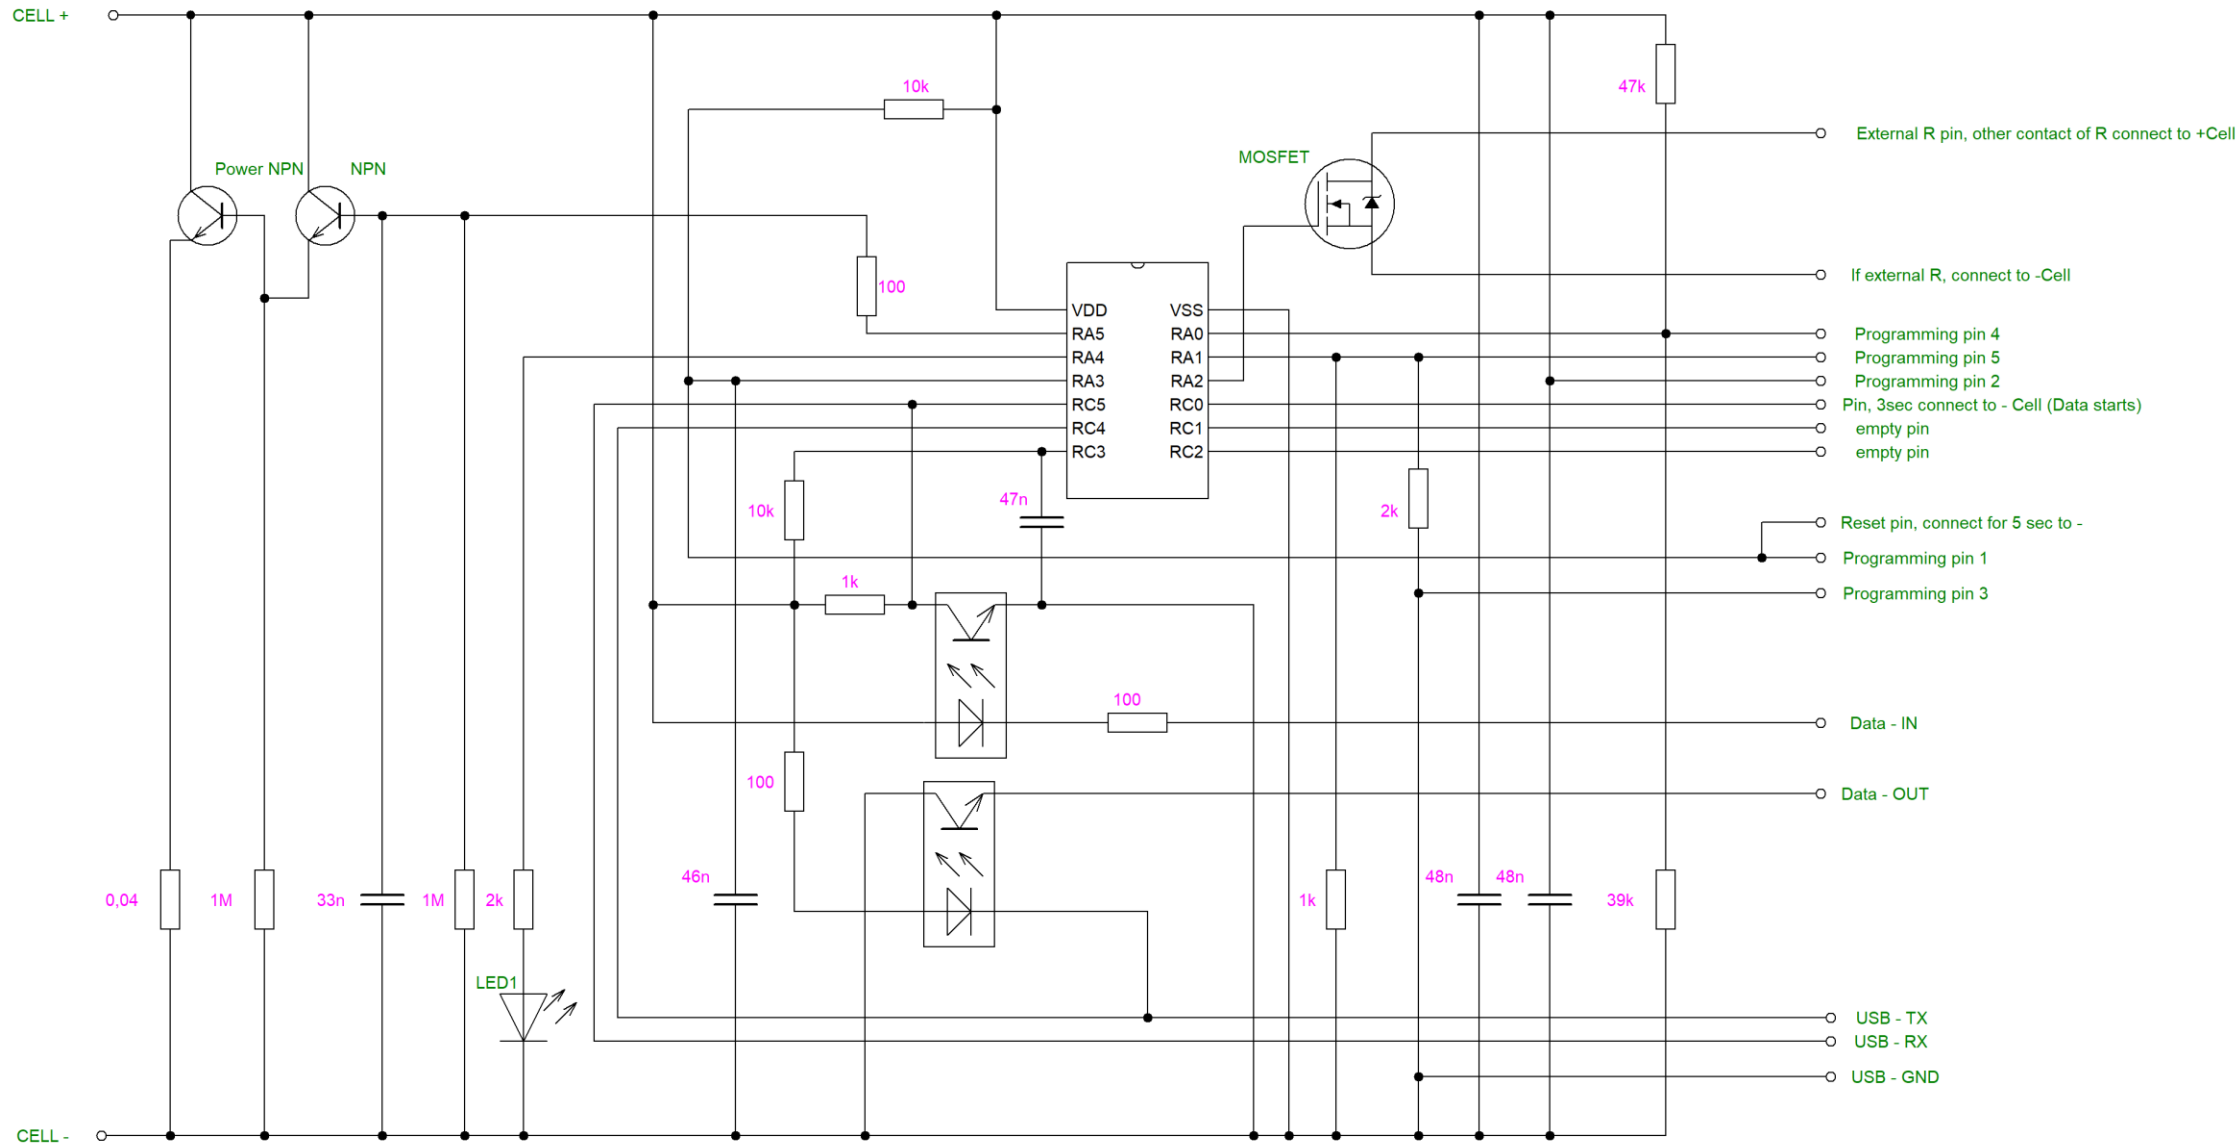 CELL +
10k
47k
External R pin, other contact of R connect to +Cell
MOSFET
Power NPN
NPN
If external R, connect to -Cell
100
VDD
VSS
RA5
RA0
Programming pin 4
RA4
RA1
Programming pin 5
RA3
RA2
Programming pin 2
RC5
RC0
Pin, 3sec connect to - Cell (Data starts)
RC4
RC1
empty pin
RC3
RC2
empty pin
47n
10k
2k
Reset pin, connect for 5 sec to -
Programming pin 1
1k
Programming pin 3
100
Data - IN
100
Data - OUT
46n
48n
48n
0,04
1M
33n
1M
2k
1k
39k
LED1
USB - TX
USB - RX
USB - GND
CELL -